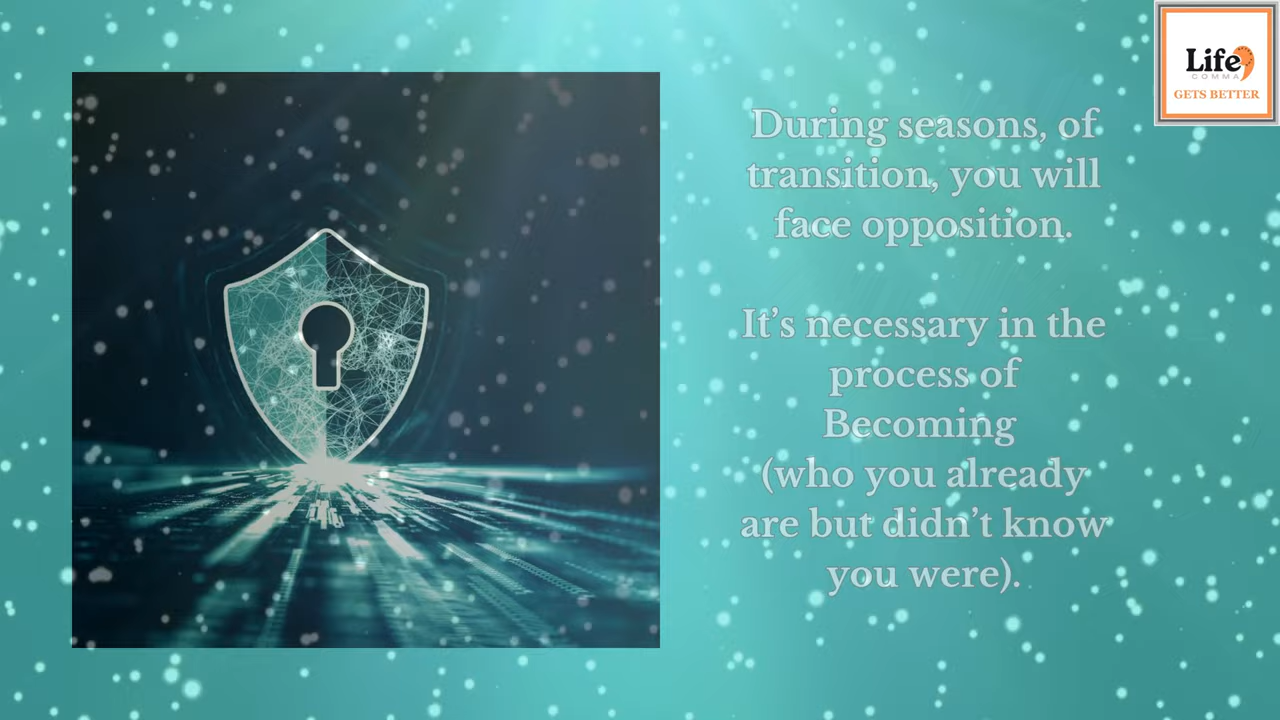 Life
COMMA
GETS BETTER
During seasons, of
transition, you will
face opposition.
It's necessary in the
process of
Becoming
(who you already
are but didn't know
you were).